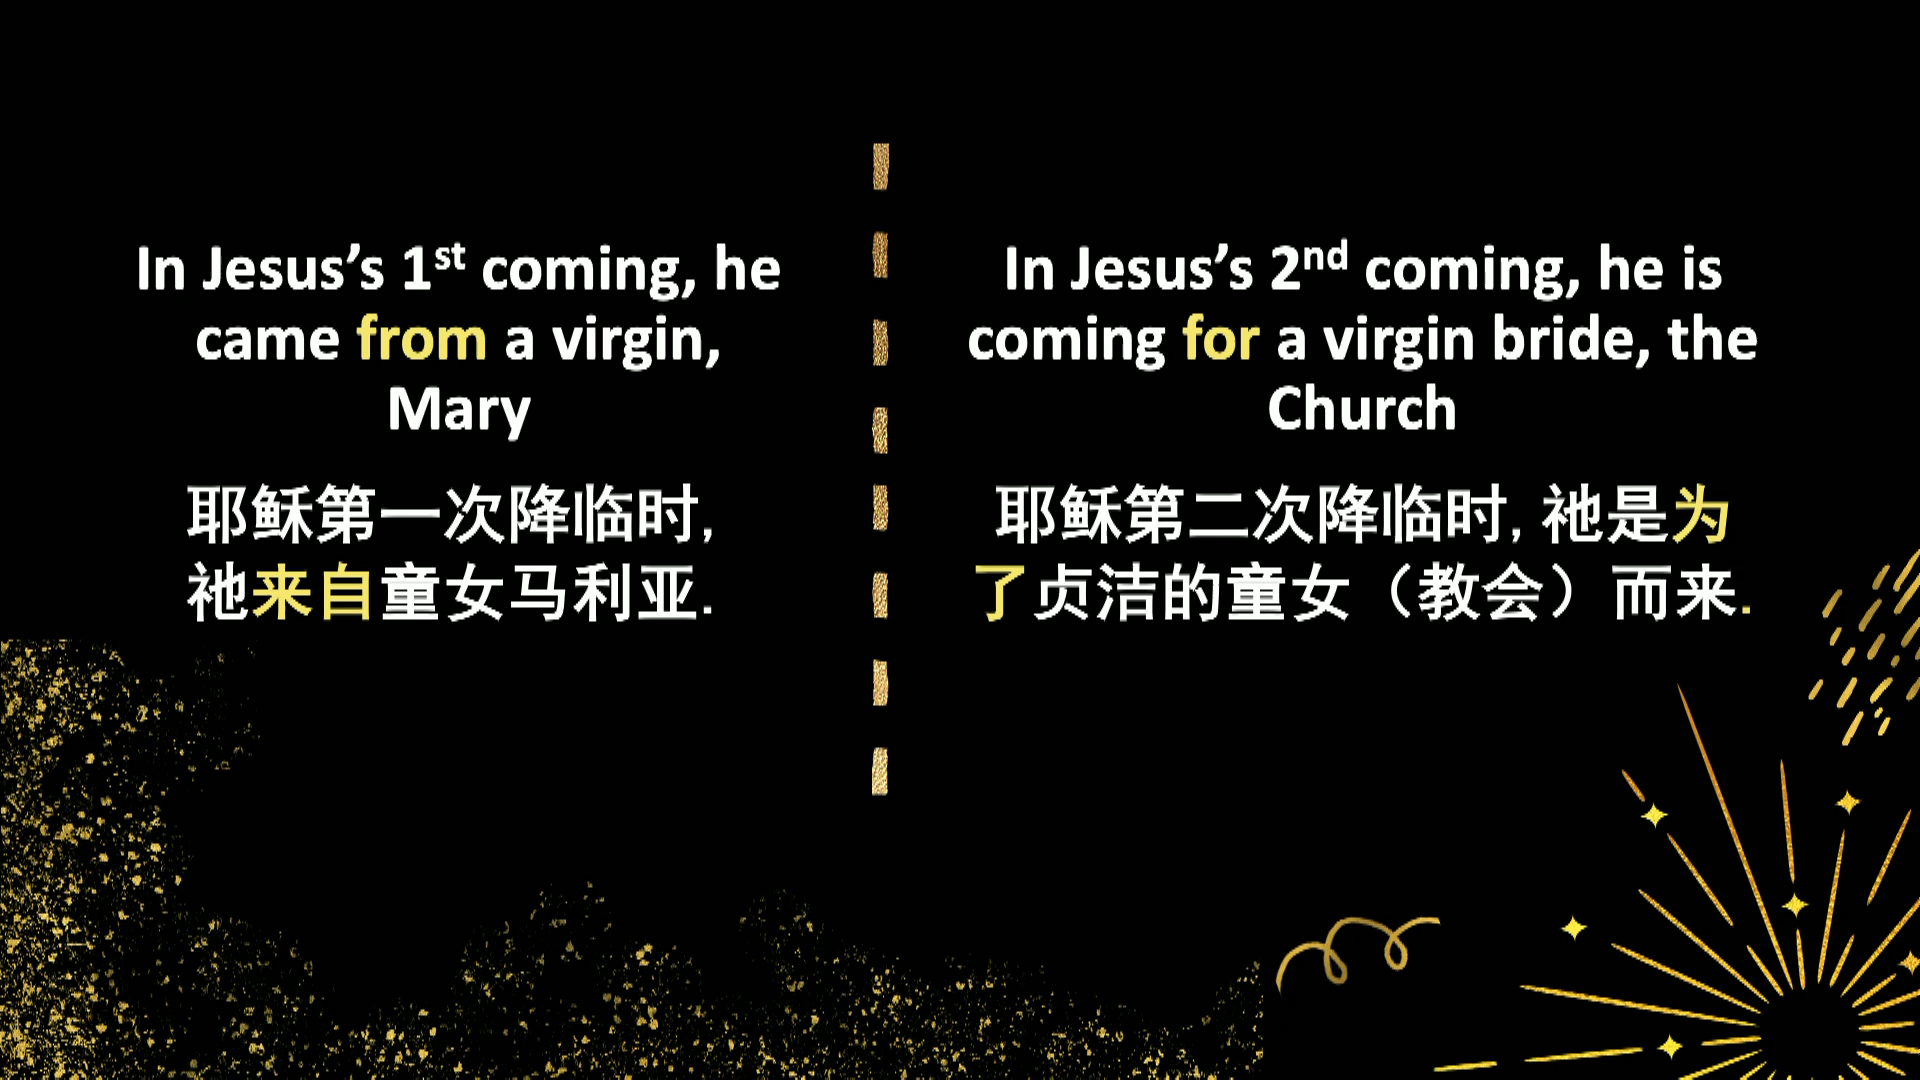 In Jesus’s 1st coming, he
came from a virgin,
Mary
耶稣第一次降临时,
祂来自童女马利亚.
In Jesus’s 2nd coming, he is
coming for a virgin bride, the
Church
耶稣第二次降临时, 祂是为
了贞洁的童女（教会）而来.